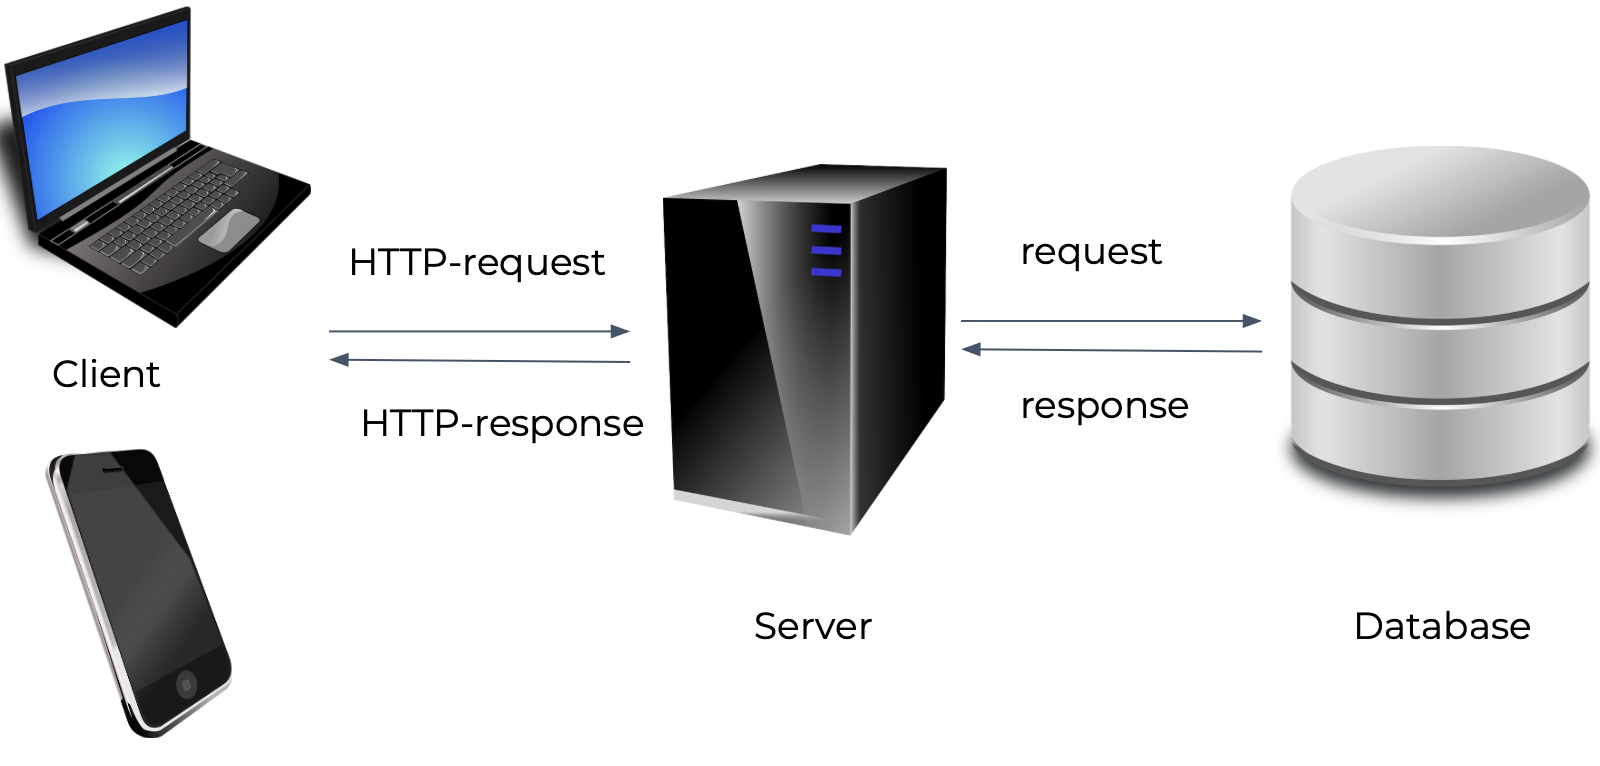 HTTP-request
request
Client
HTTP-response
response
Server
Database